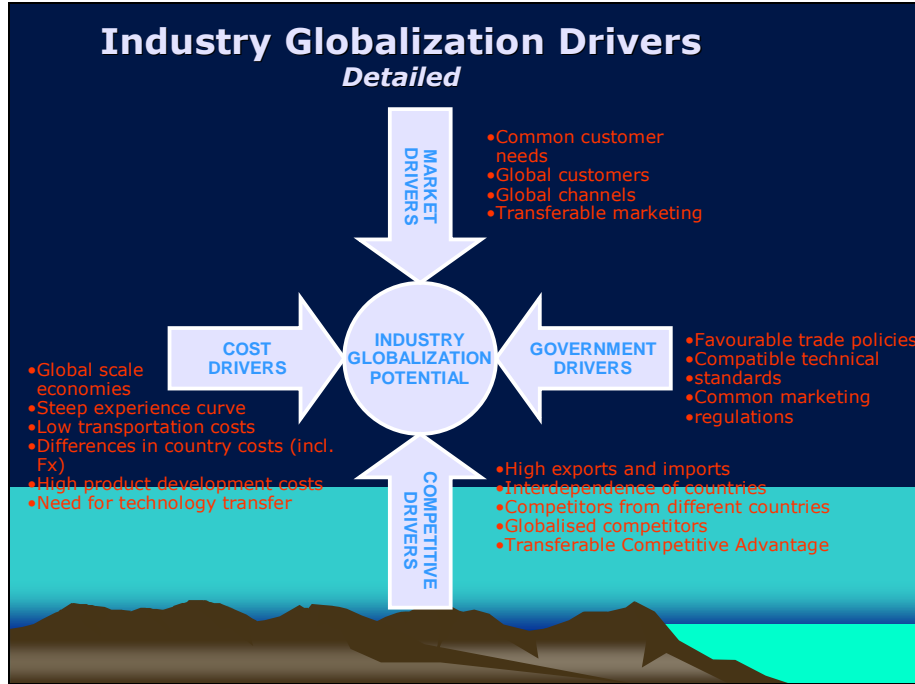 Industry Globalization Drivers
Detailed
MARKET
DRIVERS
•Common customer
needs
•Global customers
•Global channels
•Transferable marketing
COST
DRIVERS
INDUSTRY
GLOBALIZATION
POTENTIAL
GOVERNMENT
DRIVERS
•Favourable trade policies
•Compatible technical
•standards
•Common marketing
•regulations
•Global scale
economies
•Steep experience curve
•Low transportation costs
•Differences in country costs (incl.
Fx)
•High product development costs
•Need for technology transfer
COMPETITIVE
DRIVERS
•High exports and imports
•Interdependence of countries
•Competitors from different countries
•Globalised competitors
•Transferable Competitive Advantage